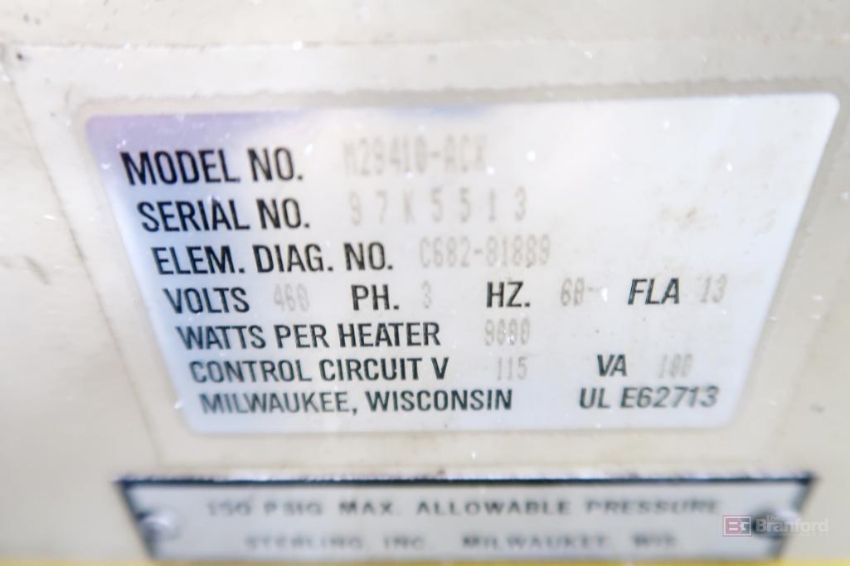 MODEL NO. M29410-ACX
SERIAL NO. 97K5513
ELEM. DIAG. NO. C682-81889
VOLTS 460 PH. 3 HZ. 60- FLA 13
WATTS PER HEATER 9000
CONTROL CIRCUIT V 115 VA 100
MILWAUKEE, WISCONSIN UL E62713
150 PSIG MAX. ALLOWABLE PRESSURE
STERLING, INC. MILWAUKEE, WIS.
BG Branford